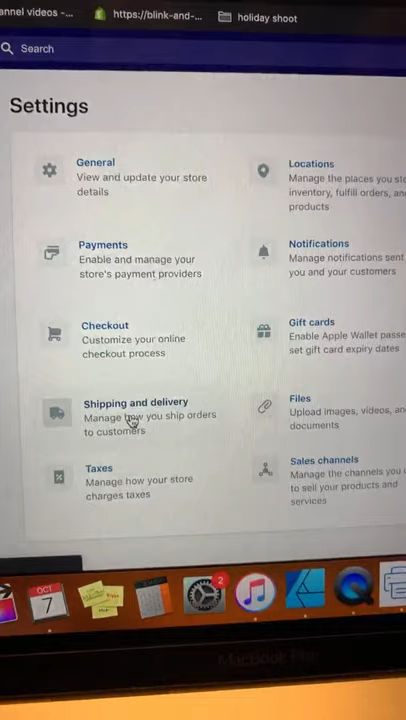 annel videos -...
https://blink-and-...
holiday shoot
Search
Settings
General
View and update your store
details
Locations
Manage the places you sto
inventory, fulfill orders, and
products
Payments
Enable and manage your
store's payment providers
Notifications
Manage notifications sent
you and your customers
Checkout
Customize your online
checkout process
Gift cards
Enable Apple Wallet passe
set gift card expiry dates
Shipping and delivery
Manage how you ship orders
to customers
Files
Upload images, videos, an
documents
Taxes
Manage how your store
charges taxes
Sales channels
Manage the channels you u
to sell your products and
services
OCT
7
2
MacBook Pro